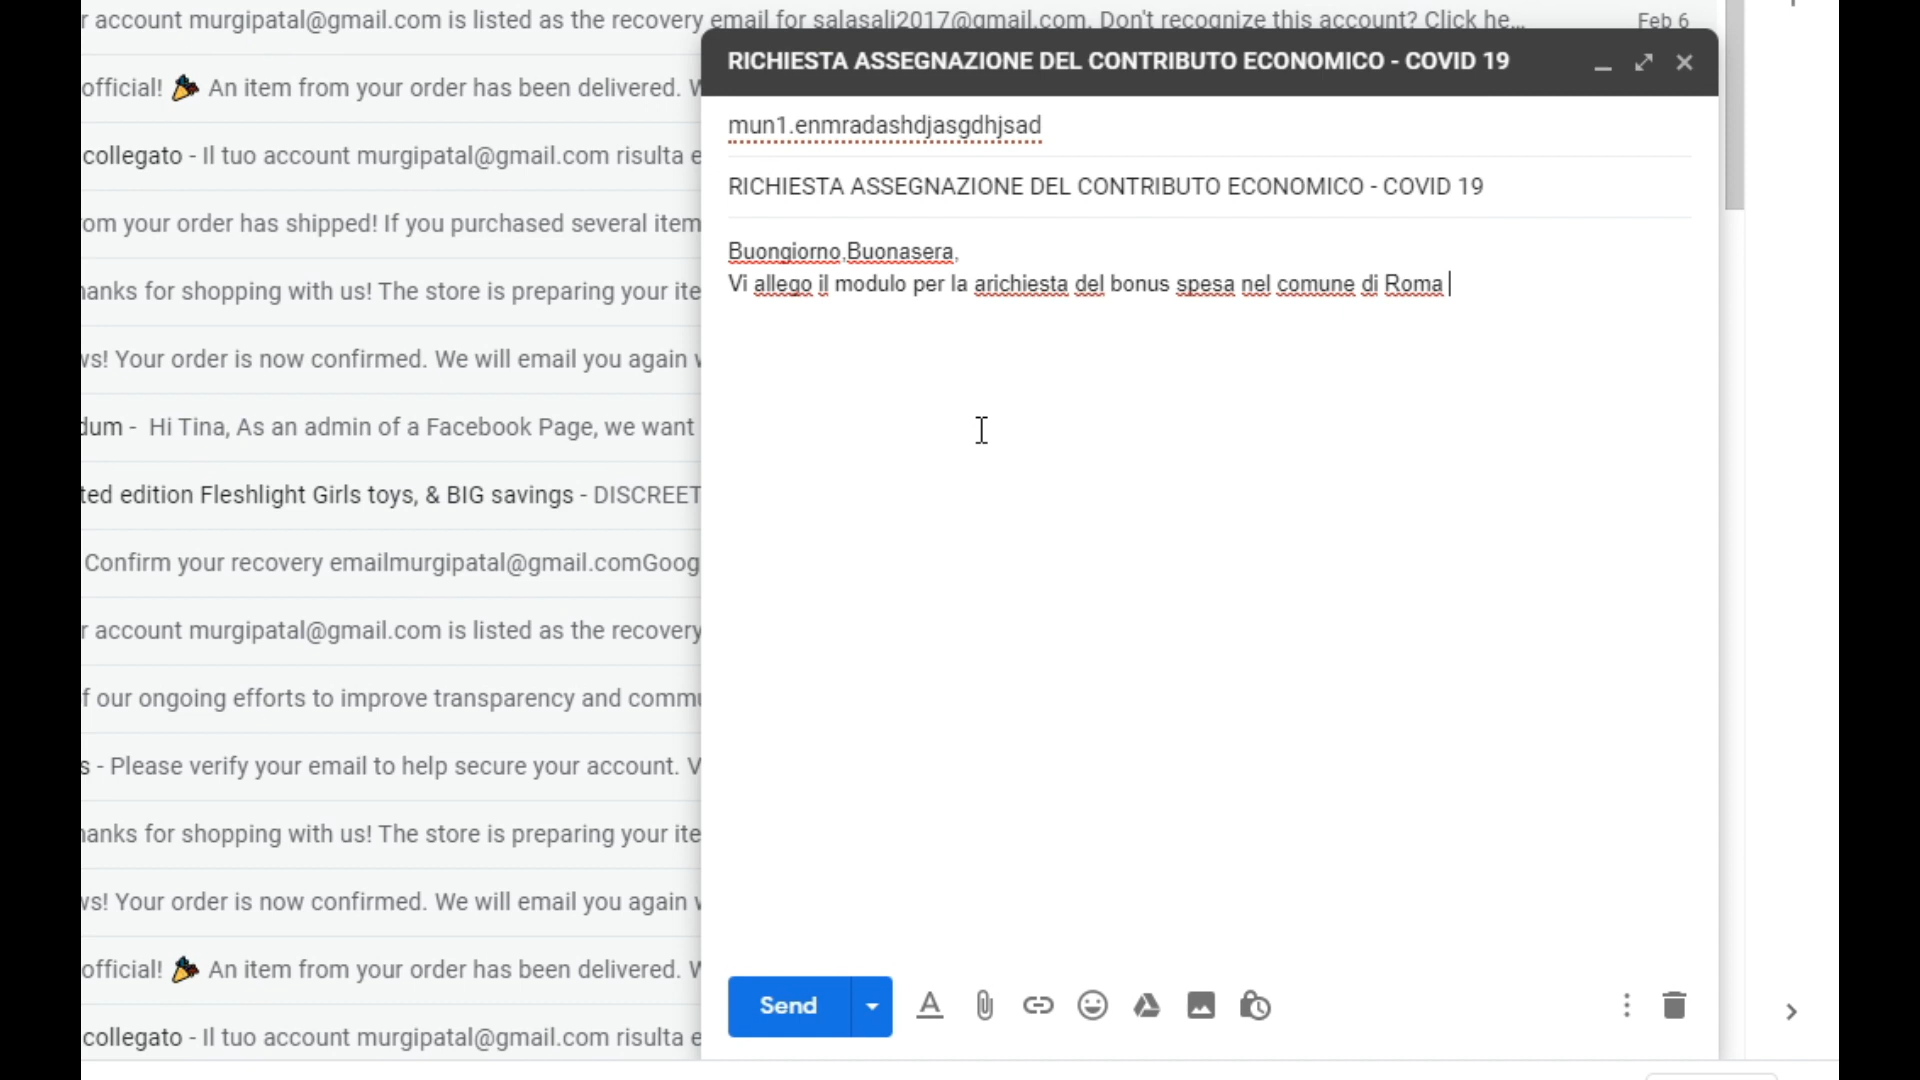 r account murgipatal@gmail.com is listed as the recovery email for salasali2017@gmail.com. Don't recognize this account? Click he... Feb 6
RICHIESTA ASSEGNAZIONE DEL CONTRIBUTO ECONOMICO - COVID 19
official! 🎉 An item from your order has been delivered. W
mun1.enmradashdjasgdhjsad
collegato - Il tuo account murgipatal@gmail.com risulta e
RICHIESTA ASSEGNAZIONE DEL CONTRIBUTO ECONOMICO - COVID 19
om your order has shipped! If you purchased several item
Buongiorno,Buonasera,
Vi allego il modulo per la arichiesta del bonus spesa nel comune di Roma
hanks for shopping with us! The store is preparing your ite
ws! Your order is now confirmed. We will email you again v
dum - Hi Tina, As an admin of a Facebook Page, we want
ted edition Fleshlight Girls toys, & BIG savings - DISCREET
Confirm your recovery emailmurgipatal@gmail.comGoog
r account murgipatal@gmail.com is listed as the recovery
f our ongoing efforts to improve transparency and commu
s - Please verify your email to help secure your account. V
hanks for shopping with us! The store is preparing your ite
ws! Your order is now confirmed. We will email you again v
official! 🎉 An item from your order has been delivered. W
Send
collegato - Il tuo account murgipatal@gmail.com risulta e